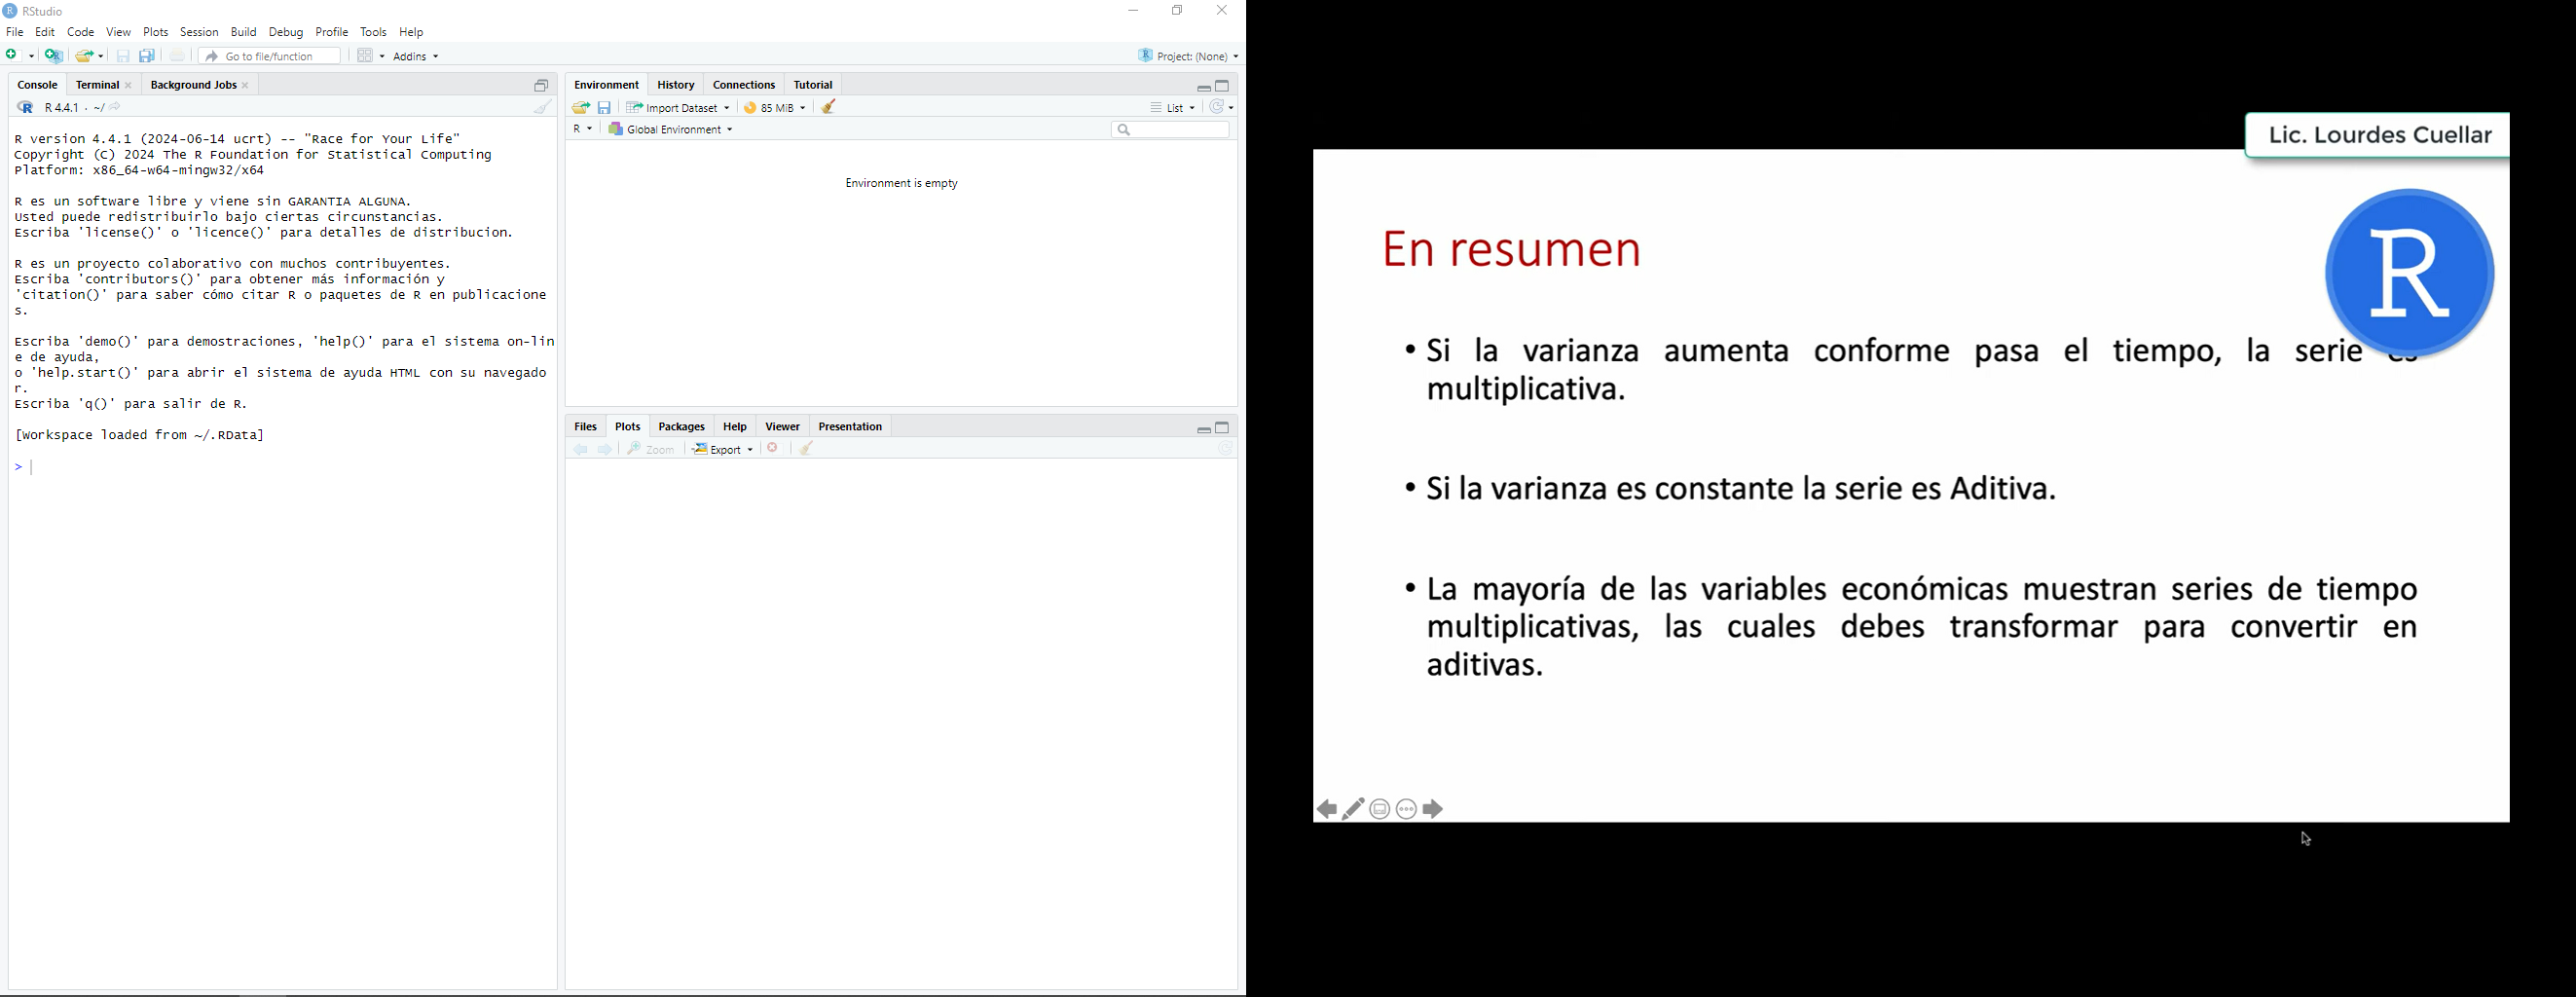 RStudio
File Edit Code View Plots Session Build Debug Profile Tools Help
Go to file/function Addins Project: (None)
Console Terminal Background Jobs
R 4.4.1 · ~/
R version 4.4.1 (2024-06-14 ucrt) -- "Race for Your Life"
Copyright (C) 2024 The R Foundation for Statistical Computing
Platform: x86_64-w64-mingw32/x64
R es un software libre y viene sin GARANTIA ALGUNA.
Usted puede redistribuirlo bajo ciertas circunstancias.
Escriba 'license()' o 'licence()' para detalles de distribucion.
R es un proyecto colaborativo con muchos contribuyentes.
Escriba 'contributors()' para obtener más información y
'citation()' para saber cómo citar R o paquetes de R en publicacione
s.
Escriba 'demo()' para demostraciones, 'help()' para el sistema on-lin
e de ayuda,
o 'help.start()' para abrir el sistema de ayuda HTML con su navegado
r.
Escriba 'q()' para salir de R.
[Workspace loaded from ~/.RData]
>
Environment History Connections Tutorial
Import Dataset 85 MiB List
R Global Environment
Environment is empty
Files Plots Packages Help Viewer Presentation
Zoom Export
Lic. Lourdes Cuellar
R
En resumen
• Si la varianza aumenta conforme pasa el tiempo, la serie es
multiplicativa.
• Si la varianza es constante la serie es Aditiva.
• La mayoría de las variables económicas muestran series de tiempo
multiplicativas, las cuales debes transformar para convertir en
aditivas.